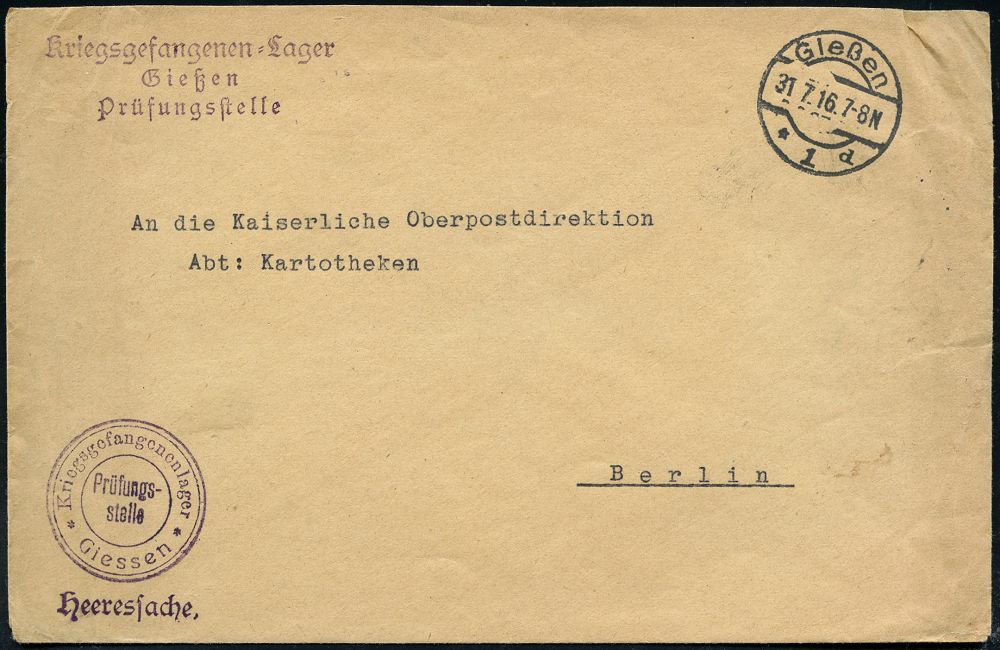 Kriegsgefangenen-Lager
Gießen
Prüfungsstelle
Gießen
31.7.16.7-8N
* 1 d
An die Kaiserliche Oberpostdirektion
Abt: Kartotheken
Berlin
* Kriegsgefangenenlager *
Giessen
Prüfungs-
stelle
Heeressache.